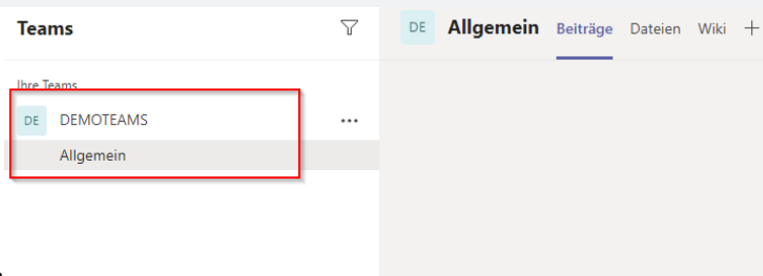 Teams
Ihre Teams
DE DEMOTEAMS ...
Allgemein
DE Allgemein Beiträge Dateien Wiki +